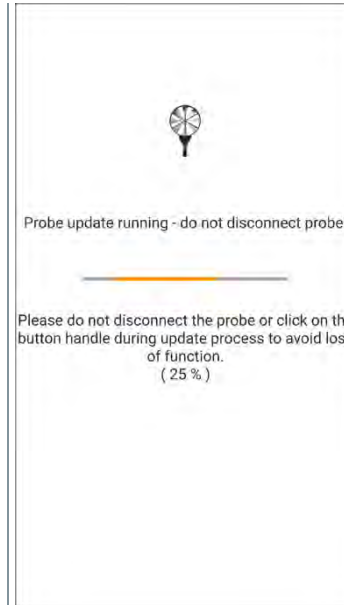 Probe update running - do not disconnect probe
Please do not disconnect the probe or click on th
button handle during update process to avoid los
of function.
( 25 % )